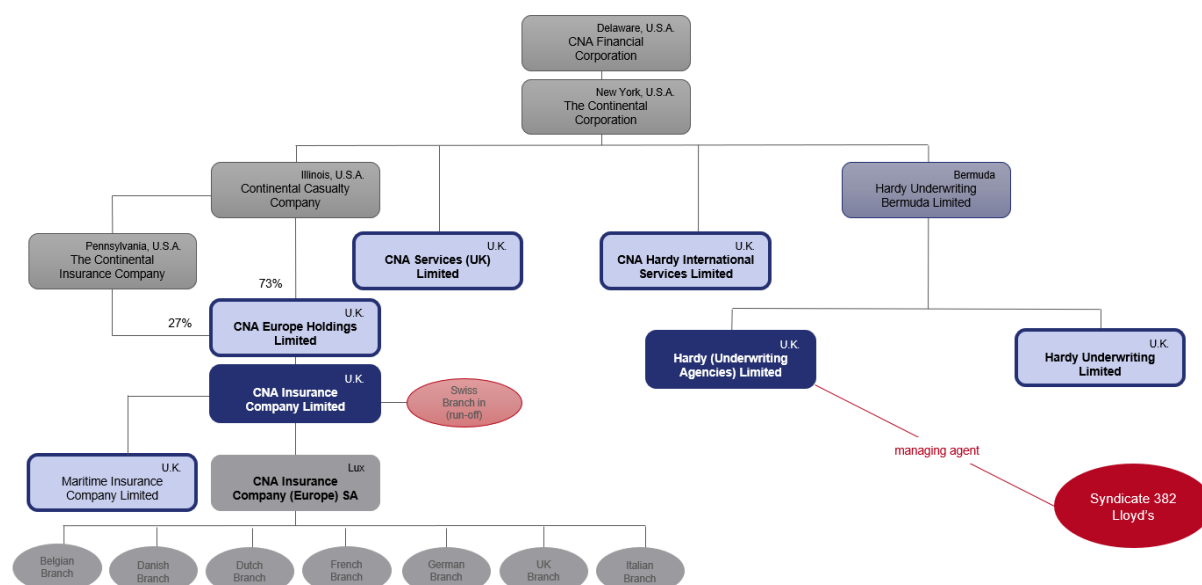 Delaware, U.S.A.
CNA Financial
Corporation
New York, U.S.A.
The Continental
Corporation
Illinois, U.S.A.
Continental Casualty
Company
Bermuda
Hardy Underwriting
Bermuda Limited
Pennsylvania, U.S.A.
The Continental
Insurance Company
U.K.
CNA Services (UK)
Limited
U.K.
CNA Hardy International
Services Limited
73%
27%
U.K.
CNA Europe Holdings
Limited
U.K.
Hardy (Underwriting
Agencies) Limited
U.K.
Hardy Underwriting
Limited
U.K.
CNA Insurance
Company Limited
Swiss
Branch in
(run-off)
managing agent
U.K.
Maritime Insurance
Company Limited
Lux
CNA Insurance
Company (Europe) SA
Syndicate 382
Lloyd's
Belgian
Branch
Danish
Branch
Dutch
Branch
French
Branch
German
Branch
UK
Branch
Italian
Branch